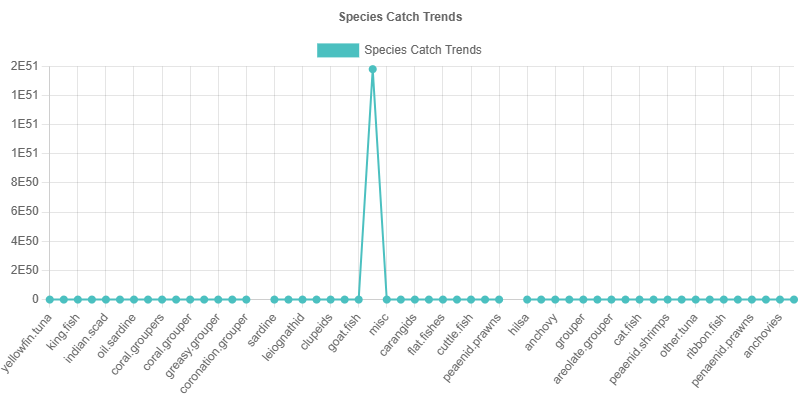 Species Catch Trends
Species Catch Trends
2E51
1E51
1E51
1E51
8E50
6E50
4E50
2E50
0
yellowfin.tuna
king.fish
indian.scad
oil.sardine
coral.groupers
coral.grouper
greasy.grouper
coronation.grouper
sardine
leiognathid
clupeids
goat.fish
misc
carangids
flat.fishes
cuttle.fish
peaenid.prawns
hilsa
anchovy
grouper
areolate.grouper
cat.fish
peaenid.shrimps
other.tuna
ribbon.fish
penaenid.prawns
anchovies